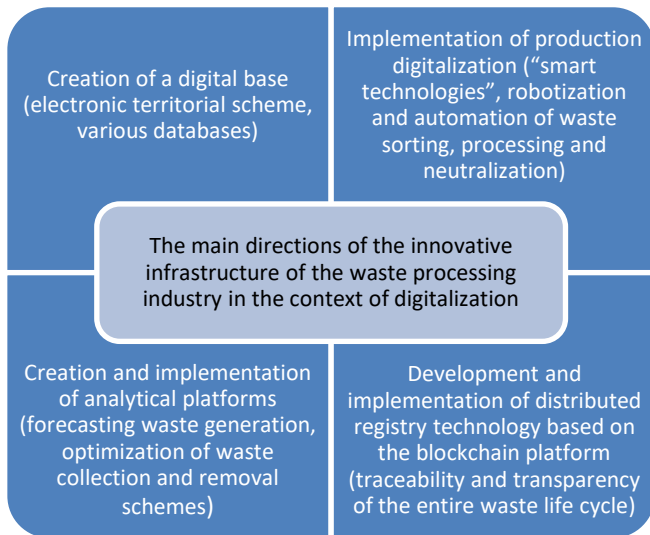 Creation of a digital base
(electronic territorial scheme,
various databases)
Implementation of production
digitalization (“smart
technologies”, robotization
and automation of waste
sorting, processing and
neutralization)
The main directions of the innovative
infrastructure of the waste processing
industry in the context of digitalization
Creation and implementation
of analytical platforms
(forecasting waste generation,
optimization of waste
collection and removal
schemes)
Development and
implementation of distributed
registry technology based on
the blockchain platform
(traceability and transparency
of the entire waste life cycle)